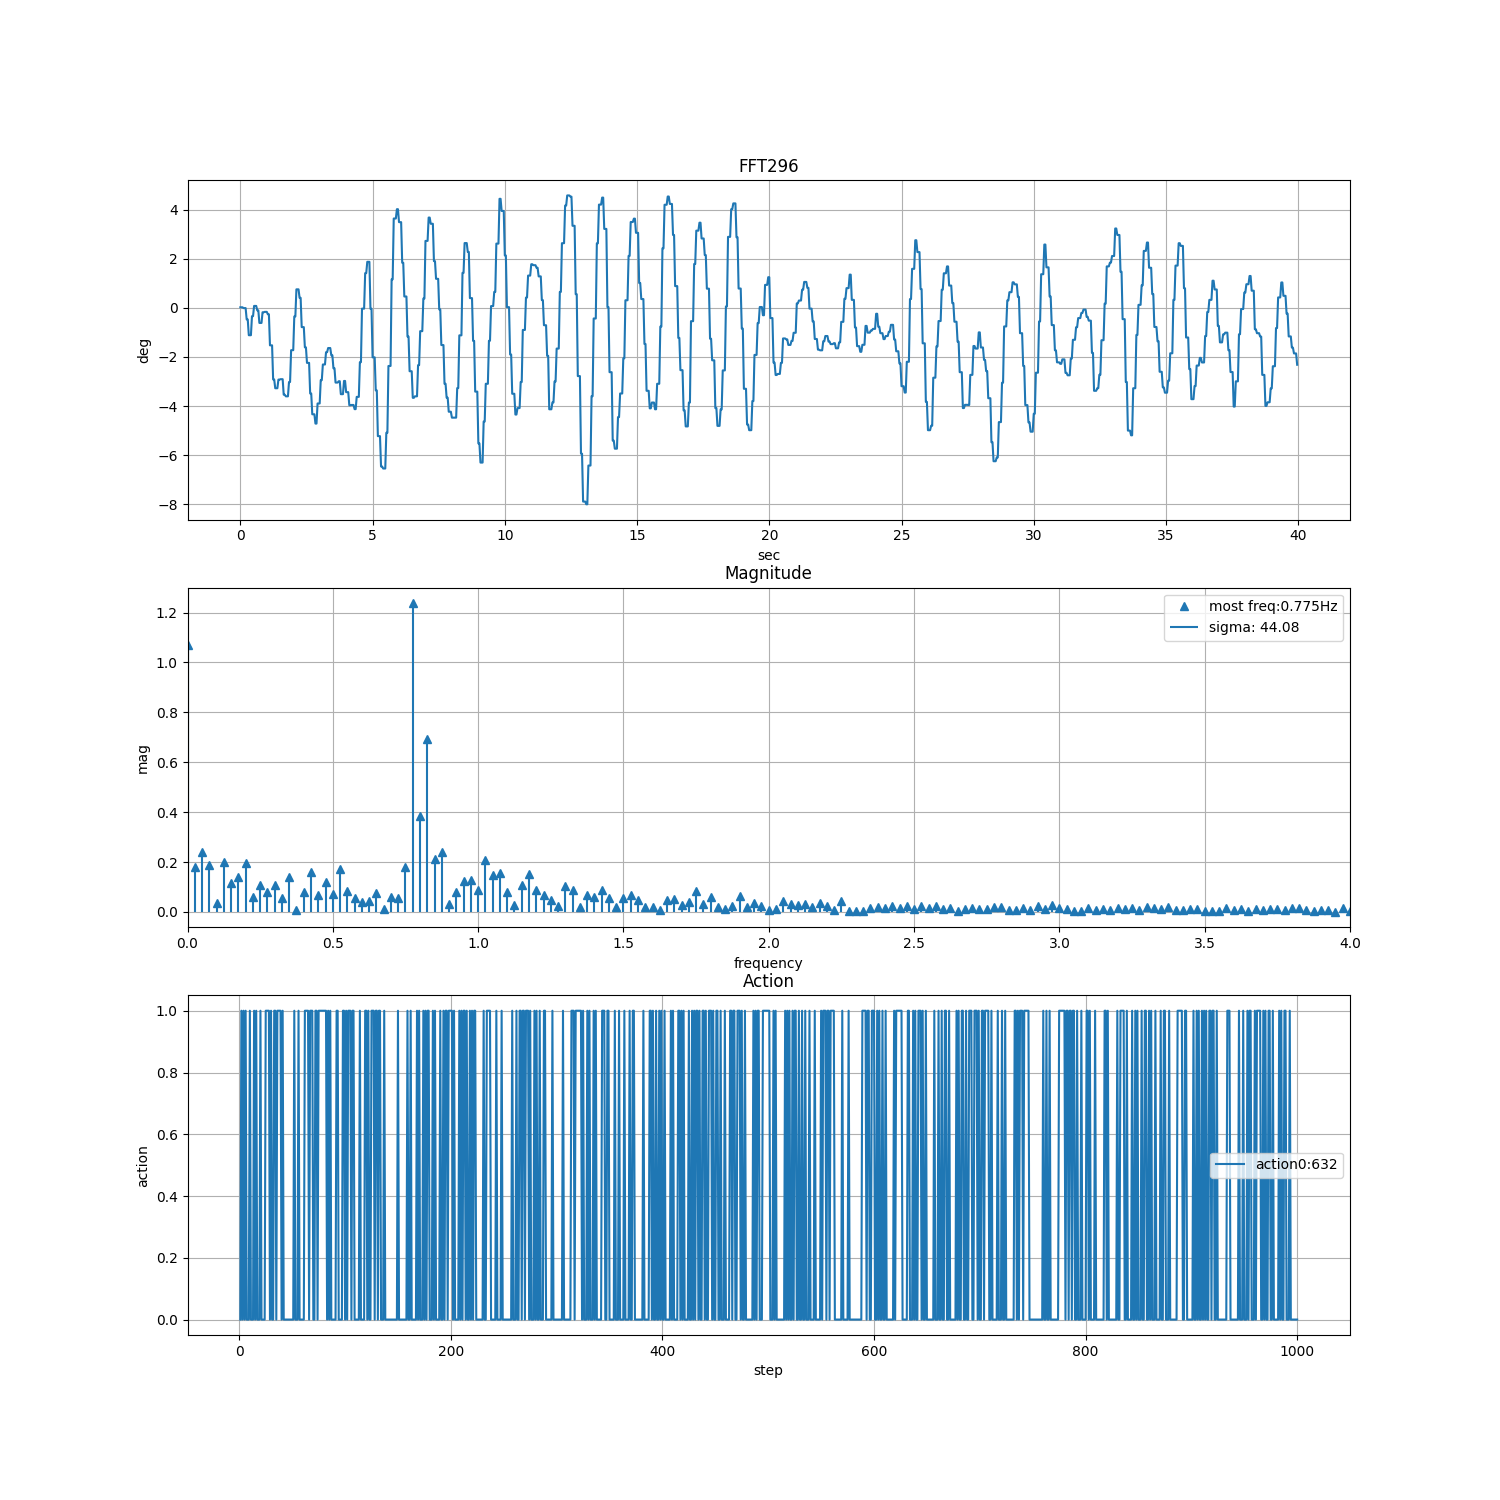 FFT296
4
2
0
−2
−4
−6
−8
deg
0 5 10 15 20 25 30 35 40
sec
Magnitude
1.2
1.0
0.8
0.6
0.4
0.2
0.0
mag
most freq:0.775Hz
sigma: 44.08
0.0 0.5 1.0 1.5 2.0 2.5 3.0 3.5 4.0
frequency
Action
1.0
0.8
0.6
0.4
0.2
0.0
action
action0:632
0 200 400 600 800 1000
step